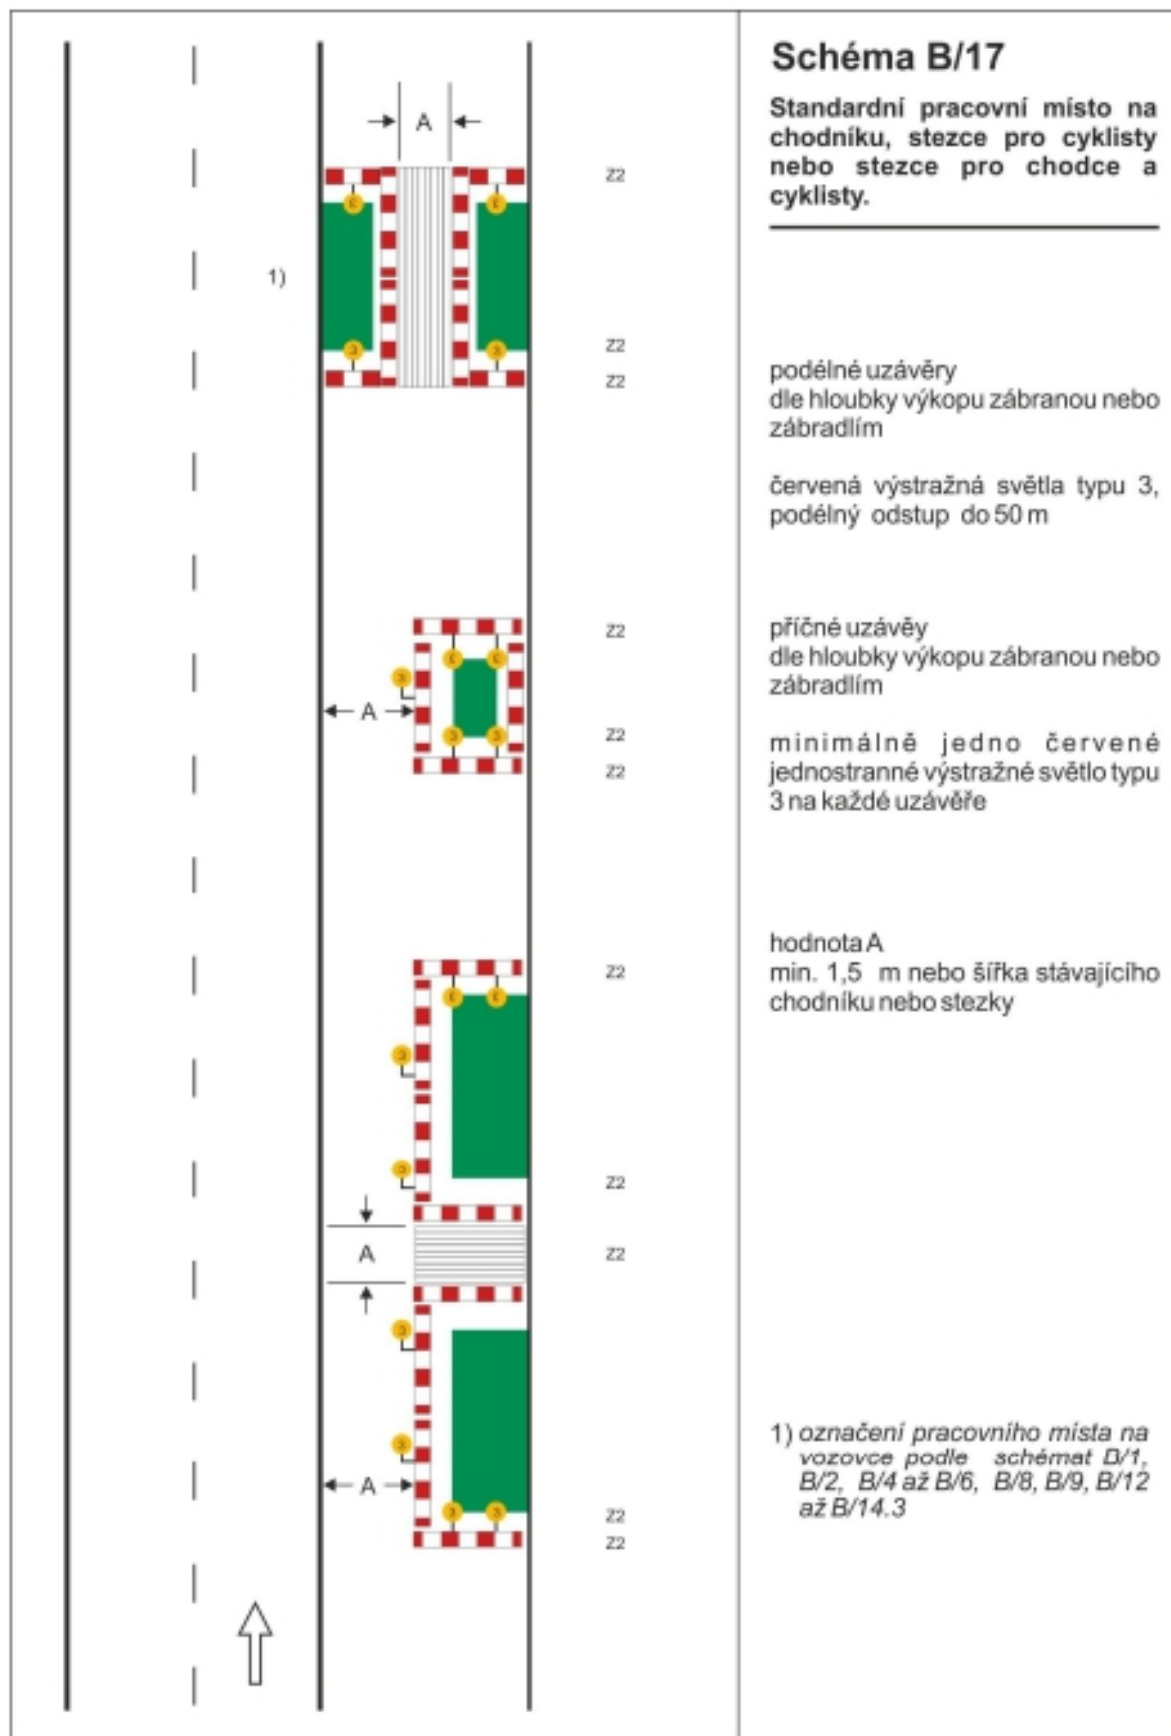 Schéma B/17
Standardní pracovní místo na
chodníku, stezce pro cyklisty
nebo stezce pro chodce a
cyklisty.
A
Z2
1)
Z2
Z2
podélné uzávěry
dle hloubky výkopu zábranou nebo
zábradlím
červená výstražná světla typu 3,
podélný odstup do 50 m
Z2
A
Z2
Z2
příčné uzávěy
dle hloubky výkopu zábranou nebo
zábradlím
minimálně jedno červené
jednostranné výstražné světlo typu
3 na každé uzávěře
Z2
hodnota A
min. 1,5 m nebo šířka stávajícího
chodníku nebo stezky
Z2
A
Z2
A
Z2
Z2
1) označení pracovního místa na
vozovce podle schémat B/1,
B/2, B/4 až B/6, B/8, B/9, B/12
až B/14.3